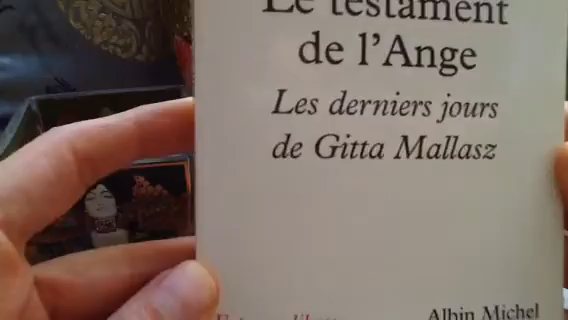 Le testament
de l'Ange
Les derniers jours
de Gitta Mallasz
Albin Michel